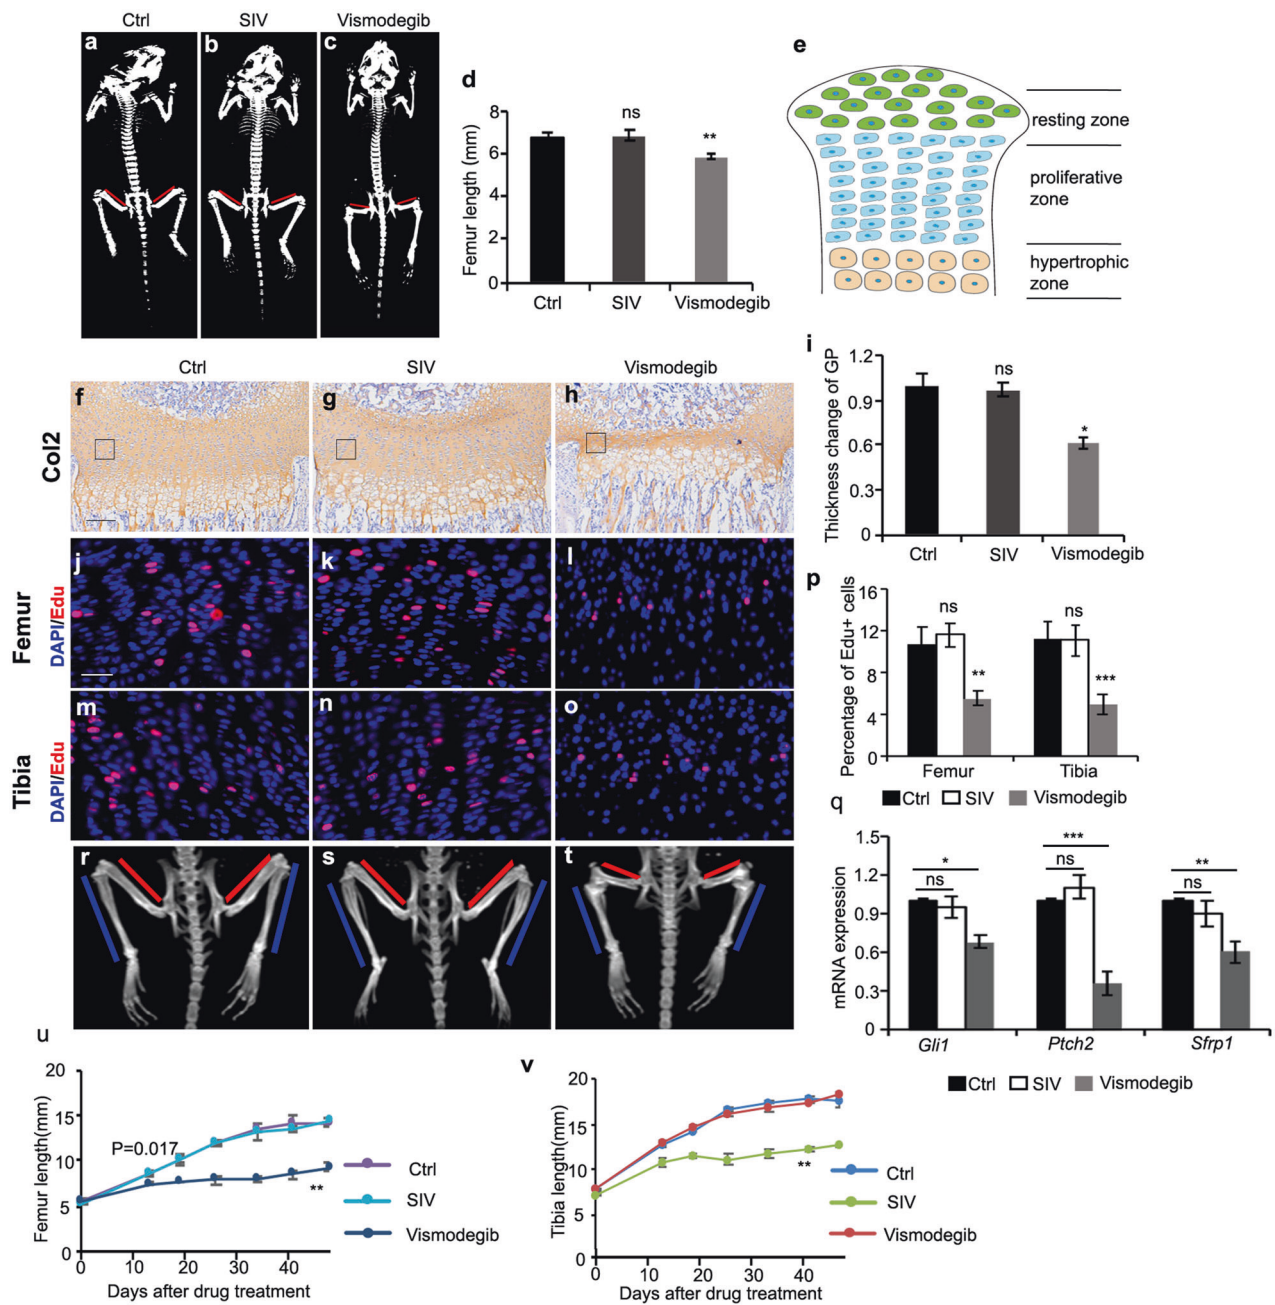 Ctrl SIV Vismodegib
a b c
d
Femur length (mm)
8
6
4
2
0
ns
**
Ctrl SIV Vismodegib
e
resting zone
proliferative
zone
hypertrophic
zone
Ctrl SIV Vismodegib
Col2
f g h
i
Thickness change of GP
1.2
0.9
0.6
0.3
0
ns
*
Ctrl SIV Vismodegib
Femur
DAPI/Edu
j k l
Tibia
DAPI/Edu
m n o
p
Percentage of Edu+ cells
16
12
8
4
0
ns
**
ns
***
Femur Tibia
Ctrl SIV Vismodegib
q
mRNA expression
1.5
1.2
0.9
0.6
0.3
0
*
ns
***
ns
**
ns
Gli1 Ptch2 Sfrp1
Ctrl SIV Vismodegib
r s t
u
Femur length(mm)
20
15
10
5
0
P=0.017
**
0 10 20 30 40
Days after drug treatment
Ctrl
SIV
Vismodegib
v
Tibia length(mm)
20
15
10
5
0
**
0 10 20 30 40
Days after drug treatment
Ctrl
SIV
Vismodegib